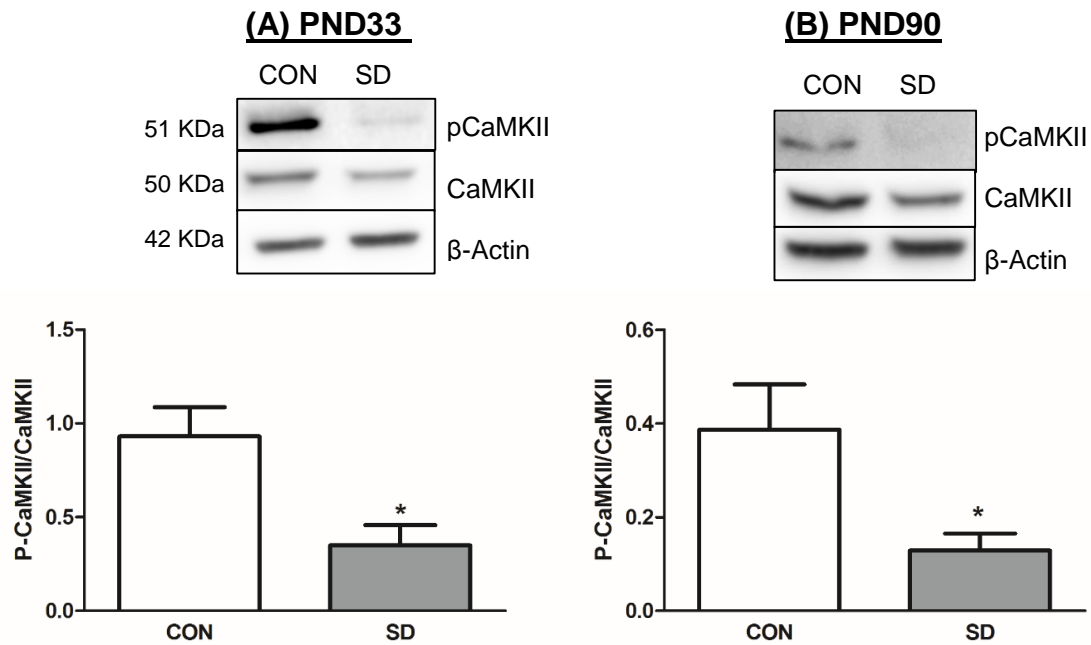 (A) PND33
CON SD
51 KDa pCaMKII
50 KDa CaMKII
42 KDa β-Actin
(B) PND90
CON SD
pCaMKII
CaMKII
β-Actin
P-CaMKII/CaMKII
1.5
1.0
0.5
0.0
*
CON SD
P-CaMKII/CaMKII
0.6
0.4
0.2
0.0
*
CON SD